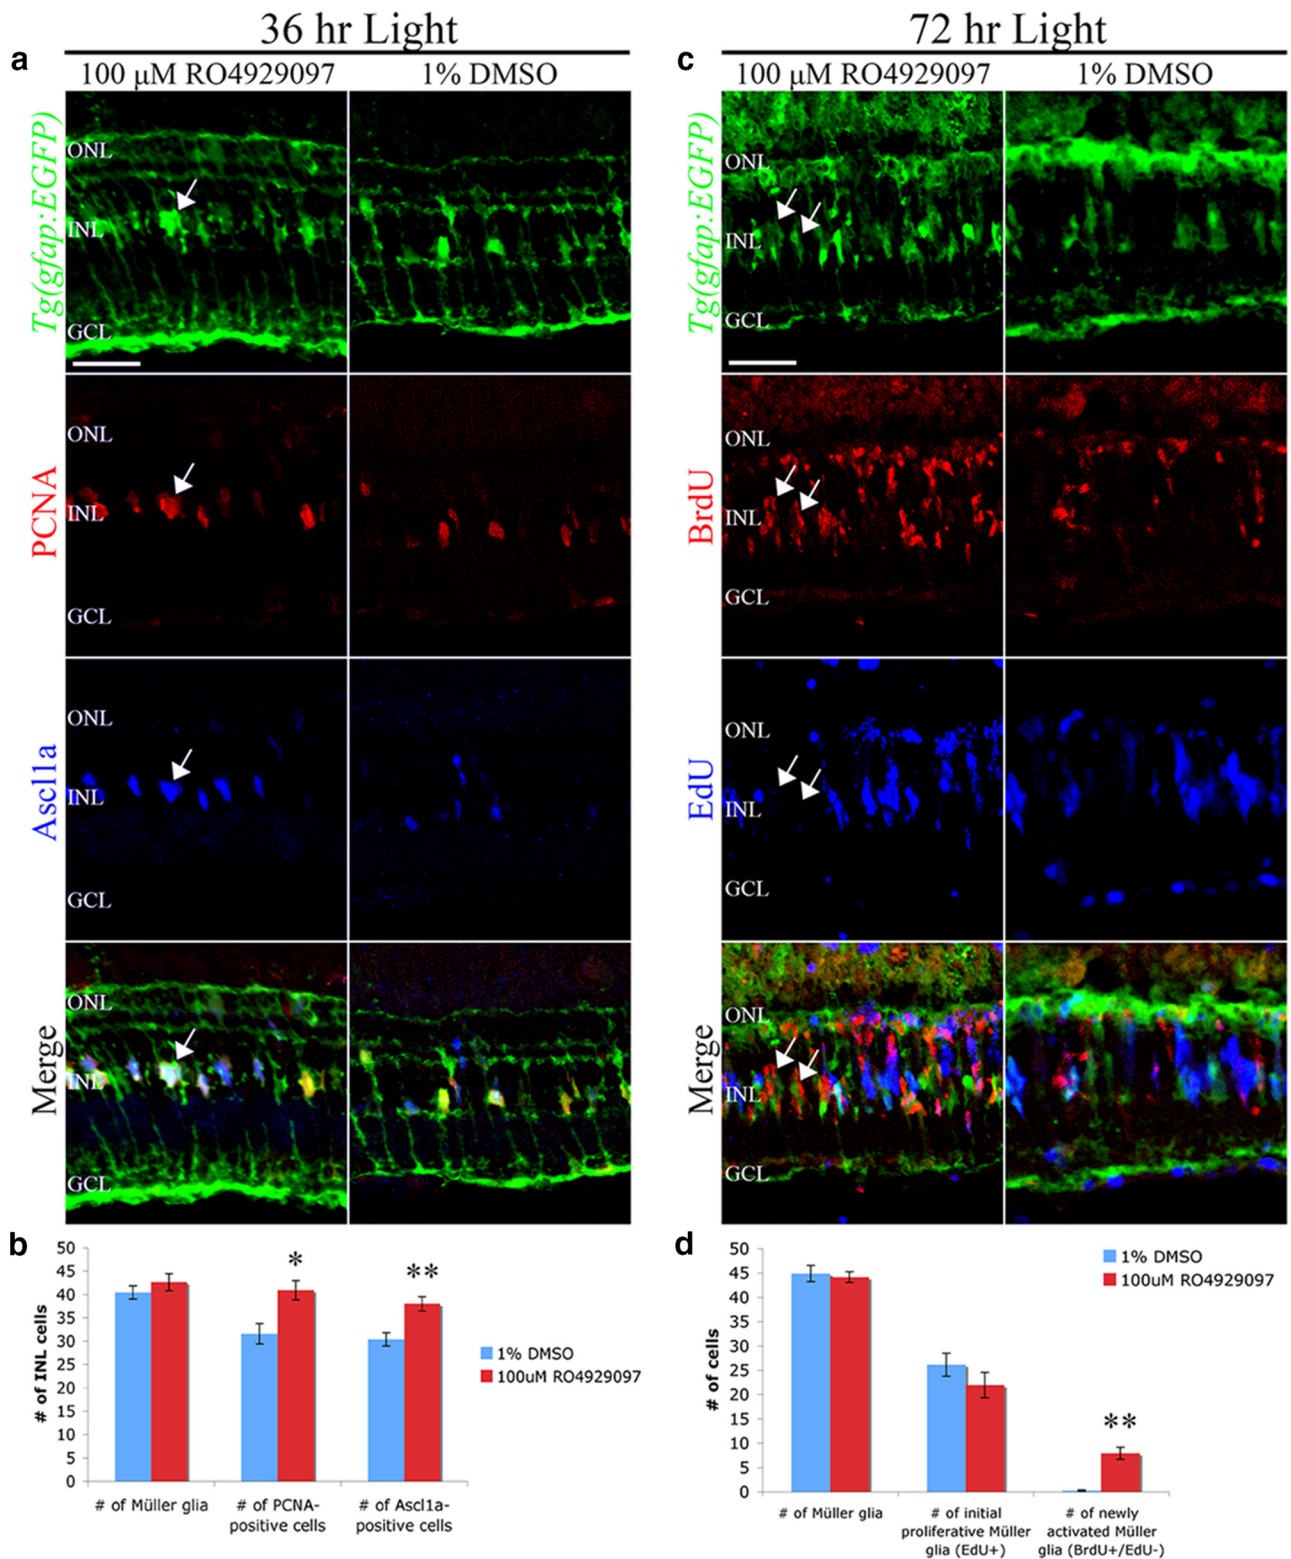 36 hr Light
72 hr Light
a
100 µM RO4929097
1% DMSO
c
100 µM RO4929097
1% DMSO
Tg(gfap:EGFP)
ONL
INL
GCL
Tg(gfap:EGFP)
ONL
INL
GCL
PCNA
ONL
INL
GCL
BrdU
ONL
INL
GCL
Ascl1a
ONL
INL
GCL
EdU
ONL
INL
GCL
Merge
ONL
INL
GCL
Merge
ONL
INL
GCL
b
# of INL cells
50
45
40
35
30
25
20
15
10
5
0
*
**
1% DMSO
100uM RO4929097
# of Müller glia
# of PCNA-
positive cells
# of Ascl1a-
positive cells
d
# of cells
50
45
40
35
30
25
20
15
10
5
0
**
1% DMSO
100uM RO4929097
# of Müller glia
# of initial
proliferative Müller
glia (EdU+)
# of newly
activated Müller
glia (BrdU+/EdU-)